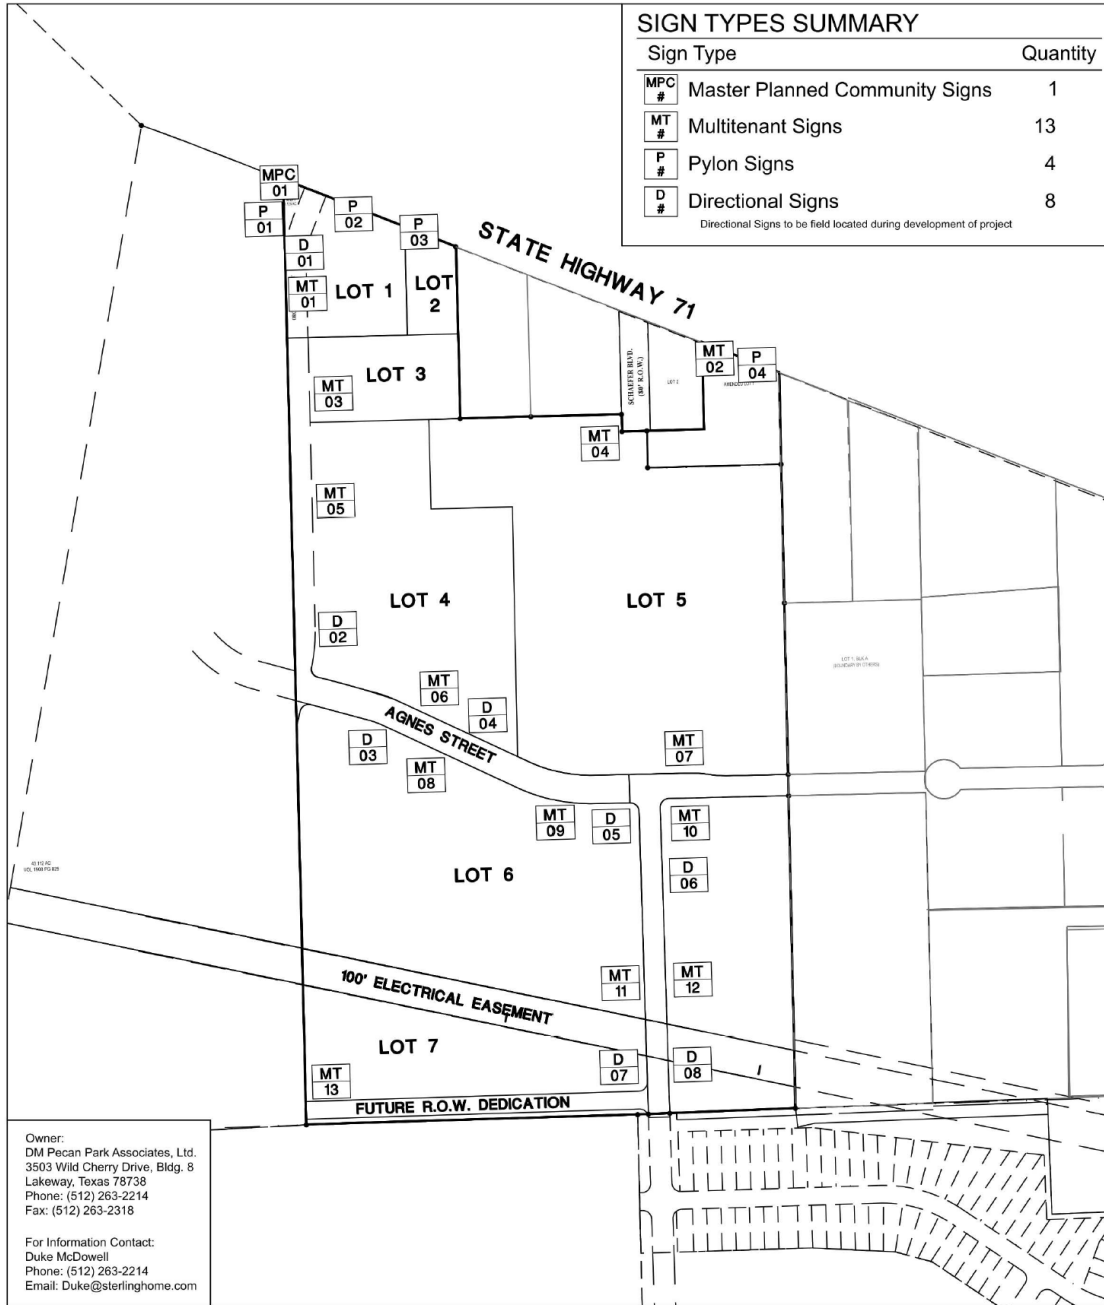 SIGN TYPES SUMMARY
Sign Type Quantity
MPC # Master Planned Community Signs 1
MT # Multitenant Signs 13
P # Pylon Signs 4
D # Directional Signs 8
Directional Signs to be field located during development of project
MPC
01
P
01
P
02
P
03
STATE HIGHWAY 71
D
01
MT
01
LOT 1
LOT
2
MT
02
P
04
SCHAEFER BLVD.
(80' R.O.W.)
LOT 2
LOT 3
MT
03
MT
04
MT
05
LOT 4
LOT 5
D
02
MT
06
D
04
AGNES STREET
D
03
MT
08
MT
07
MT
09
D
05
MT
10
D
06
LOT 6
100' ELECTRICAL EASEMENT
MT
11
MT
12
LOT 7
D
07
D
08
MT
13
FUTURE R.O.W. DEDICATION
Owner:
DM Pecan Park Associates, Ltd.
3503 Wild Cherry Drive, Bldg. 8
Lakeway, Texas 78738
Phone: (512) 263-2214
Fax: (512) 263-2318
For Information Contact:
Duke McDowell
Phone: (512) 263-2214
Email: Duke@sterlinghome.com